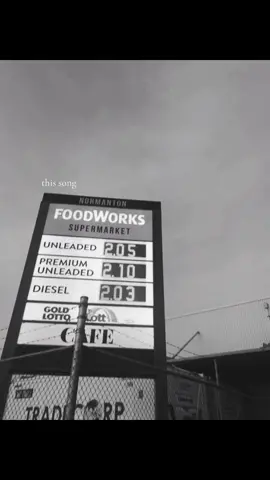 this song
NORMANTON
FOODWORKS
SUPERMARKET
UNLEADED 2.05
PREMIUM UNLEADED 2.10
DIESEL 2.03
GOLD LOTTO
CAFE